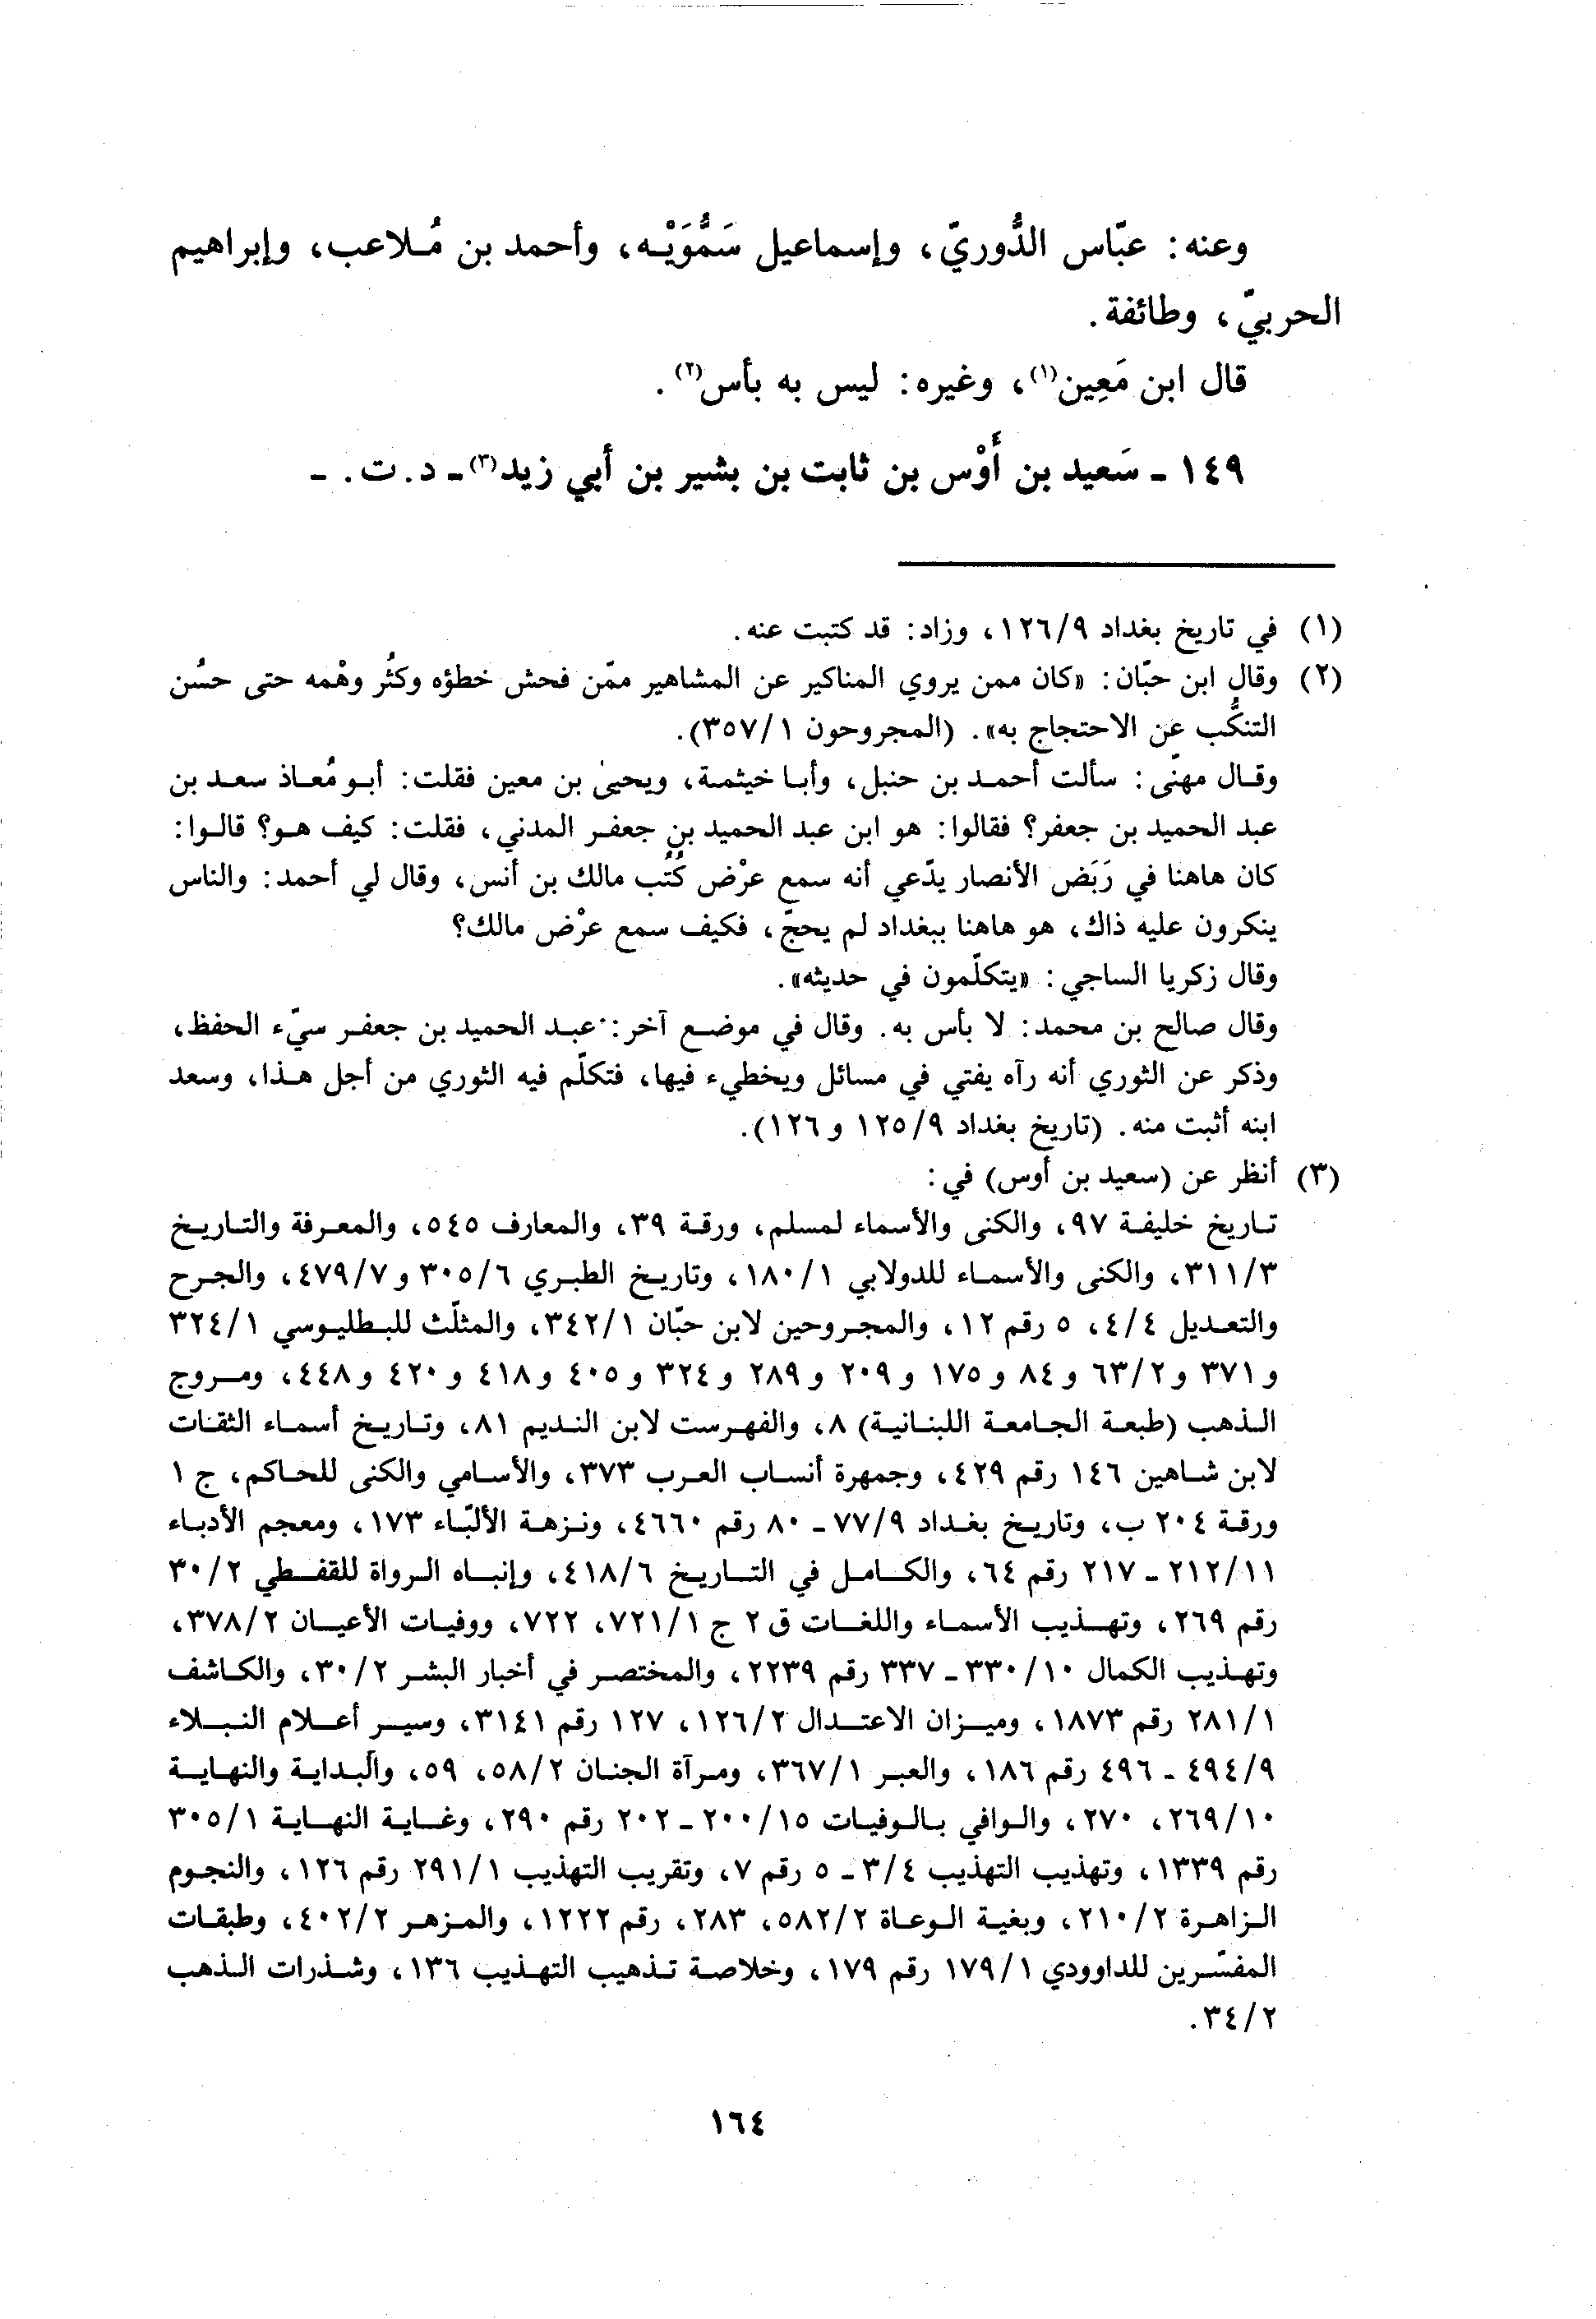 وعنه: عبّاس الدُّوريّ، وإسماعيل سَمُّوَيْه، وأحمد بن مُلاعب، وإبراهيم
الحربيّ، وطائفة.
قال ابن مَعِين(١)، وغيره: ليس به بأس(٢).
١٤٩ - سَعيد بن أَوْس بن ثابت بن بشير بن أبي زيد(٣) - د. ت. -
(١) في تاريخ بغداد ١٢٦/٩، وزاد: قد كتبت عنه.
(٢) وقال ابن حبّان: «كان ممن يروي المناكير عن المشاهير ممّن فحش خطؤه وكثُر وهْمه حتى حسُن
التنكُّب عن الاحتجاج به». (المجروحون ٣٥٧/١).
وقال مهنّى: سألت أحمد بن حنبل، وأبا خيثمة، ويحيىٰ بن معين فقلت: أبو مُعاذ سعد بن
عبد الحميد بن جعفر؟ فقالوا: هو ابن عبد الحميد بن جعفر المدني، فقلت: كيف هو؟ قالوا:
كان هاهنا في رَبَض الأنصار يدّعي أنه سمع عرْض كُتُب مالك بن أنس، وقال لي أحمد: والناس
ينكرون عليه ذاك، هو هاهنا ببغداد لم يحجّ، فكيف سمع عرْض مالك؟
وقال زكريا الساجي: «يتكلّمون في حديثه».
وقال صالح بن محمد: لا بأس به. وقال في موضع آخر: عبد الحميد بن جعفر سيّء الحفظ،
وذكر عن الثوري أنه رآه يفتي في مسائل ويخطيء فيها، فتكلّم فيه الثوري من أجل هذا، وسعد
ابنه أثبت منه. (تاريخ بغداد ١٢٥/٩ و ١٢٦).
(٣) أنظر عن (سعيد بن أوس) في:
تاريخ خليفة ٩٧، والكنى والأسماء لمسلم، ورقة ٣٩، والمعارف ٥٤٥، والمعرفة والتاريخ
٣١١/٣، والكنى والأسماء للدولابي ١٨٠/١، وتاريخ الطبري ٣٠٥/٦ و ٤٧٩/٧، والجرح
والتعديل ٤/٤، ٥ رقم ١٢، والمجروحين لابن حبّان ٣٤٢/١، والمثلّث للبطليوسي ٣٢٤/١
و ٣٧١ و ٦٣/٢ و ٨٤ و ١٧٥ و ٢٠٩ و ٢٨٩ و ٣٢٤ و ٤٠٥ و ٤١٨ و ٤٢٠ و ٤٤٨، ومروج
الذهب (طبعة الجامعة اللبنانية) ٨، والفهرست لابن النديم ٨١، وتاريخ أسماء الثقات
لابن شاهين ١٤٦ رقم ٤٢٩، وجمهرة أنساب العرب ٣٧٣، والأسامي والكنى للحاكم، ج ١
ورقة ٢٠٤ ب، وتاريخ بغداد ٧٧/٩ - ٨٠ رقم ٤٦٦٠، ونزهة الألبّاء ١٧٣، ومعجم الأدباء
٢١٢/١١ - ٢١٧ رقم ٦٤، والكامل في التاريخ ٤١٨/٦، وإنباه الرواة للقفطي ٣٠/٢
رقم ٢٦٩، وتهذيب الأسماء واللغات ق ٢ ج ٧٢١/١، ٧٢٢، ووفيات الأعيان ٣٧٨/٢،
وتهذيب الكمال ٣٣٠/١٠ - ٣٣٧ رقم ٢٢٣٩، والمختصر في أخبار البشر ٣٠/٢، والكاشف
٢٨١/١ رقم ١٨٧٣، وميزان الاعتدال ١٢٦/٢، ١٢٧ رقم ٣١٤١، وسير أعلام النبلاء
٤٩٤/٩ - ٤٩٦ رقم ١٨٦، والعبر ٣٦٧/١، ومرآة الجنان ٥٨/٢، ٥٩، والبداية والنهاية
٢٦٩/١٠، ٢٧٠، والوافي بالوفيات ٢٠٠/١٥ - ٢٠٢ رقم ٢٩٠، وغاية النهاية ٣٠٥/١
رقم ١٣٣٩، وتهذيب التهذيب ٣/٤ - ٥ رقم ٧، وتقريب التهذيب ٢٩١/١ رقم ١٢٦، والنجوم
الزاهرة ٢١٠/٢، وبغية الوعاة ٥٨٢/٢، ٢٨٣، رقم ١٢٢٢، والمزهر ٤٠٢/٢، وطبقات
المفسّرين للداوودي ١٧٩/١ رقم ١٧٩، وخلاصة تذهيب التهذيب ١٣٦، وشذرات الذهب
٣٤/٢.
١٦٤